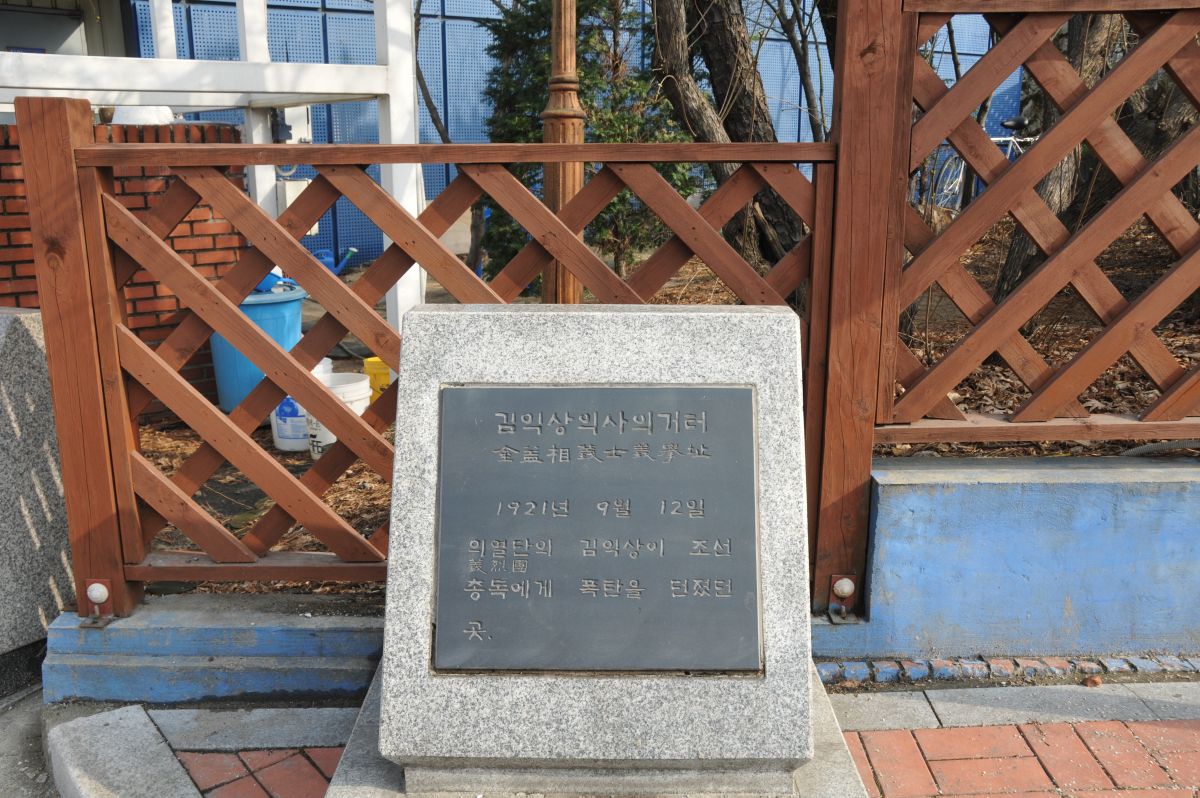 김익상의사의거터
金益相義士義擧址
1921년 9월 12일
의열단의 김익상이 조선
義烈團
총독에게 폭탄을 던졌던
곳.